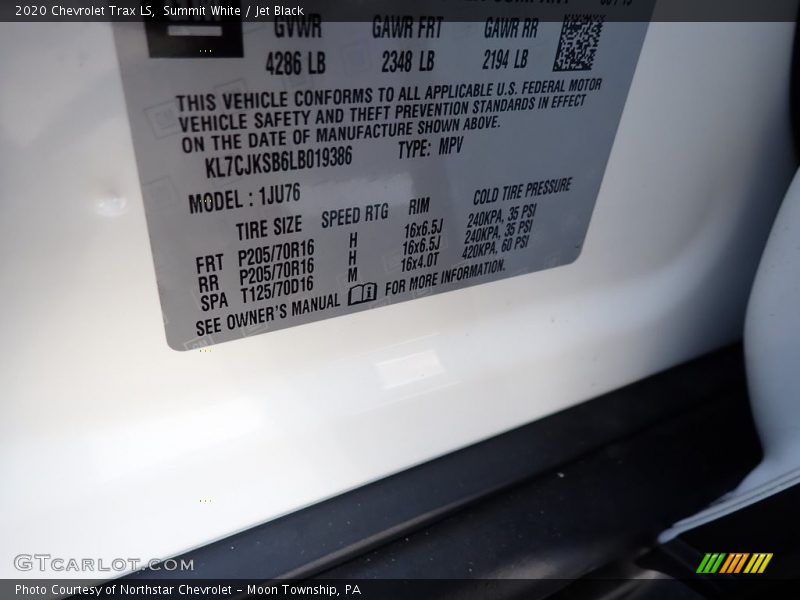 2020 Chevrolet Trax LS, Summit White / Jet Black
GVWR GAWR FRT GAWR RR
4286 LB 2348 LB 2194 LB
THIS VEHICLE CONFORMS TO ALL APPLICABLE U.S. FEDERAL MOTOR
VEHICLE SAFETY AND THEFT PREVENTION STANDARDS IN EFFECT
ON THE DATE OF MANUFACTURE SHOWN ABOVE.
KL7CJKSB6LB019386 TYPE: MPV
MODEL : 1JU76
TIRE SIZE SPEED RTG RIM COLD TIRE PRESSURE
FRT P205/70R16 H 16x6.5J 240KPA, 35 PSI
RR P205/70R16 H 16x6.5J 240KPA, 35 PSI
SPA T125/70D16 M 16x4.0T 420KPA, 60 PSI
SEE OWNER'S MANUAL FOR MORE INFORMATION.
GTCarLot.com
Photo Courtesy of Northstar Chevrolet - Moon Township, PA